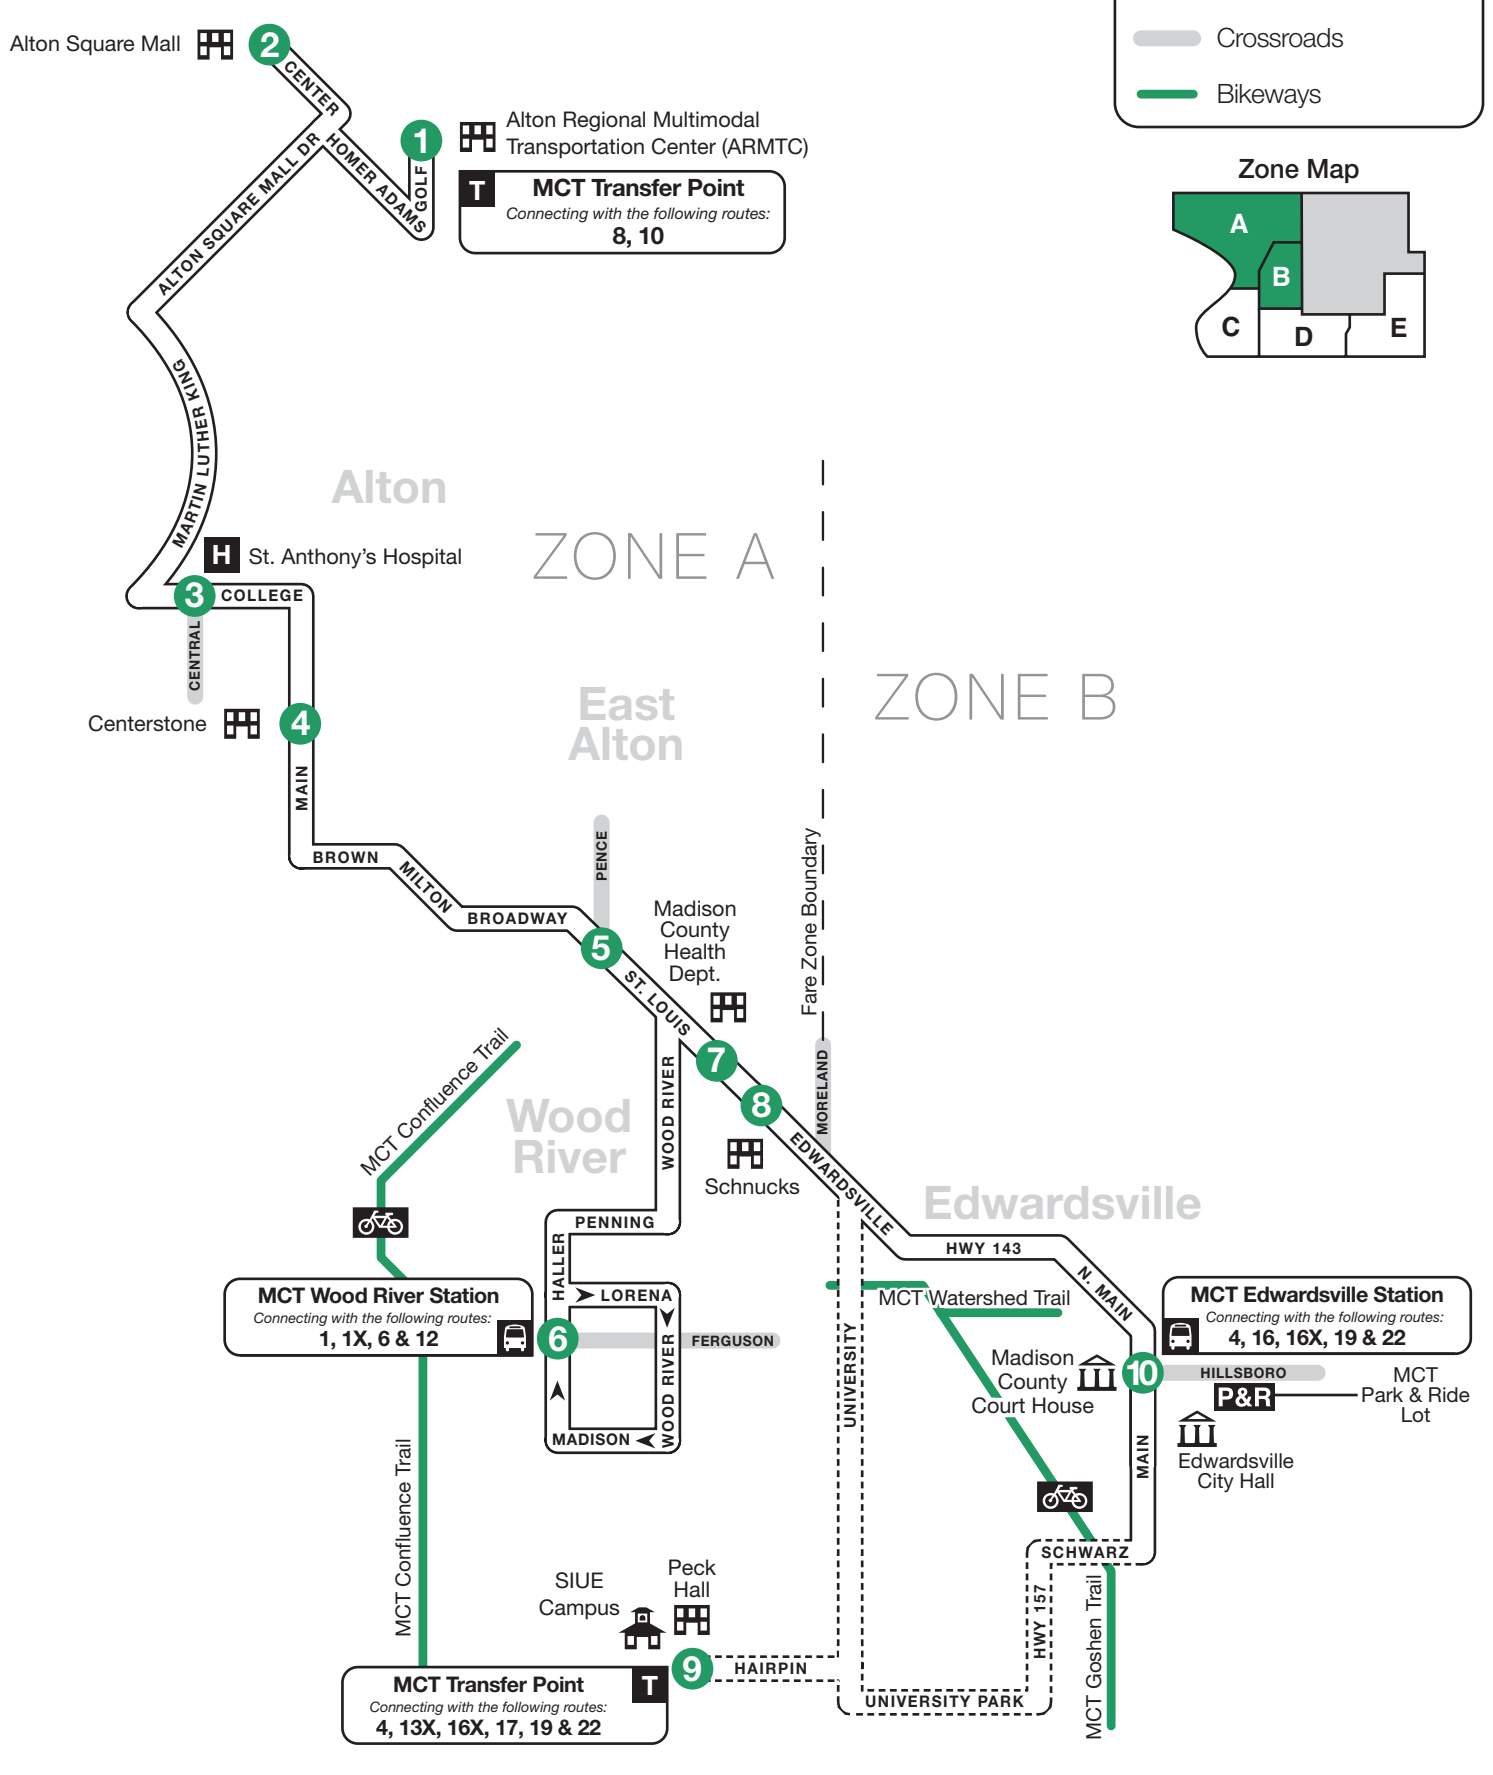 Alton Square Mall
2
CENTER
Crossroads
Bikeways
1
Alton Regional Multimodal
Transportation Center (ARMTC)
T
MCT Transfer Point
Connecting with the following routes:
8, 10
GOLF
HOMER ADAMS
ALTON SQUARE MALL DR
Zone Map
A
B
C
D
E
MARTIN LUTHER KING
Alton
ZONE A
H
St. Anthony's Hospital
3
COLLEGE
CENTRAL
Centerstone
4
MAIN
East
Alton
ZONE B
BROWN
MILTON
BROADWAY
PENCE
5
Madison
County
Health
Dept.
Fare Zone Boundary
ST. LOUIS
7
8
MORELAND
MCT Confluence Trail
Wood
River
WOOD RIVER
Schnucks
EDWARDSVILLE
Edwardsville
PENNING
HALLER
HWY 143
N. MAIN
MCT Wood River Station
Connecting with the following routes:
1, 1X, 6 & 12
LORENA
6
FERGUSON
WOOD RIVER
MADISON
MCT Watershed Trail
MCT Edwardsville Station
Connecting with the following routes:
4, 16, 16X, 19 & 22
UNIVERSITY
Madison
County
Court House
10
HILLSBORO
P&R
MCT
Park & Ride
Lot
MAIN
Edwardsville
City Hall
MCT Confluence Trail
SCHWARZ
HWY 157
MCT Goshen Trail
SIUE
Campus
Peck
Hall
9
HAIRPIN
UNIVERSITY PARK
MCT Transfer Point
T
Connecting with the following routes:
4, 13X, 16X, 17, 19 & 22